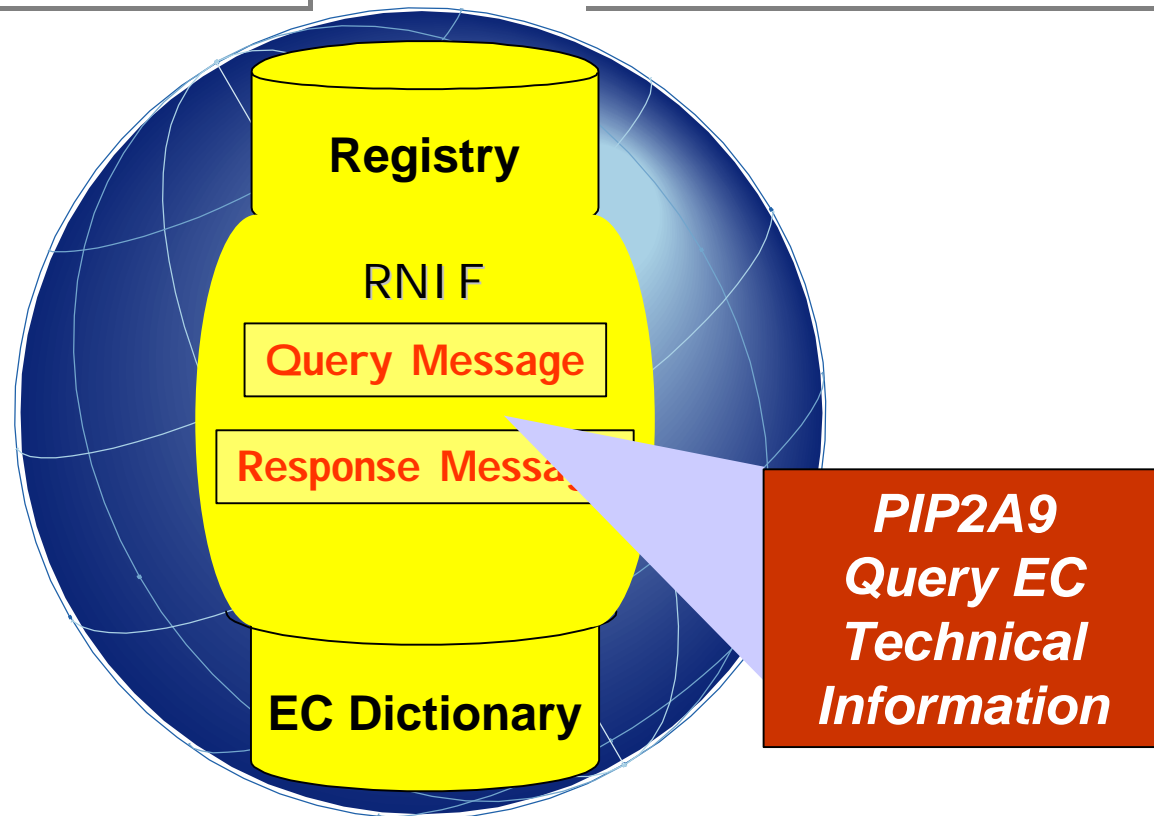 Registry
RNIF
Query Message
Response Messag
EC Dictionary
PIP2A9
Query EC
Technical
Information